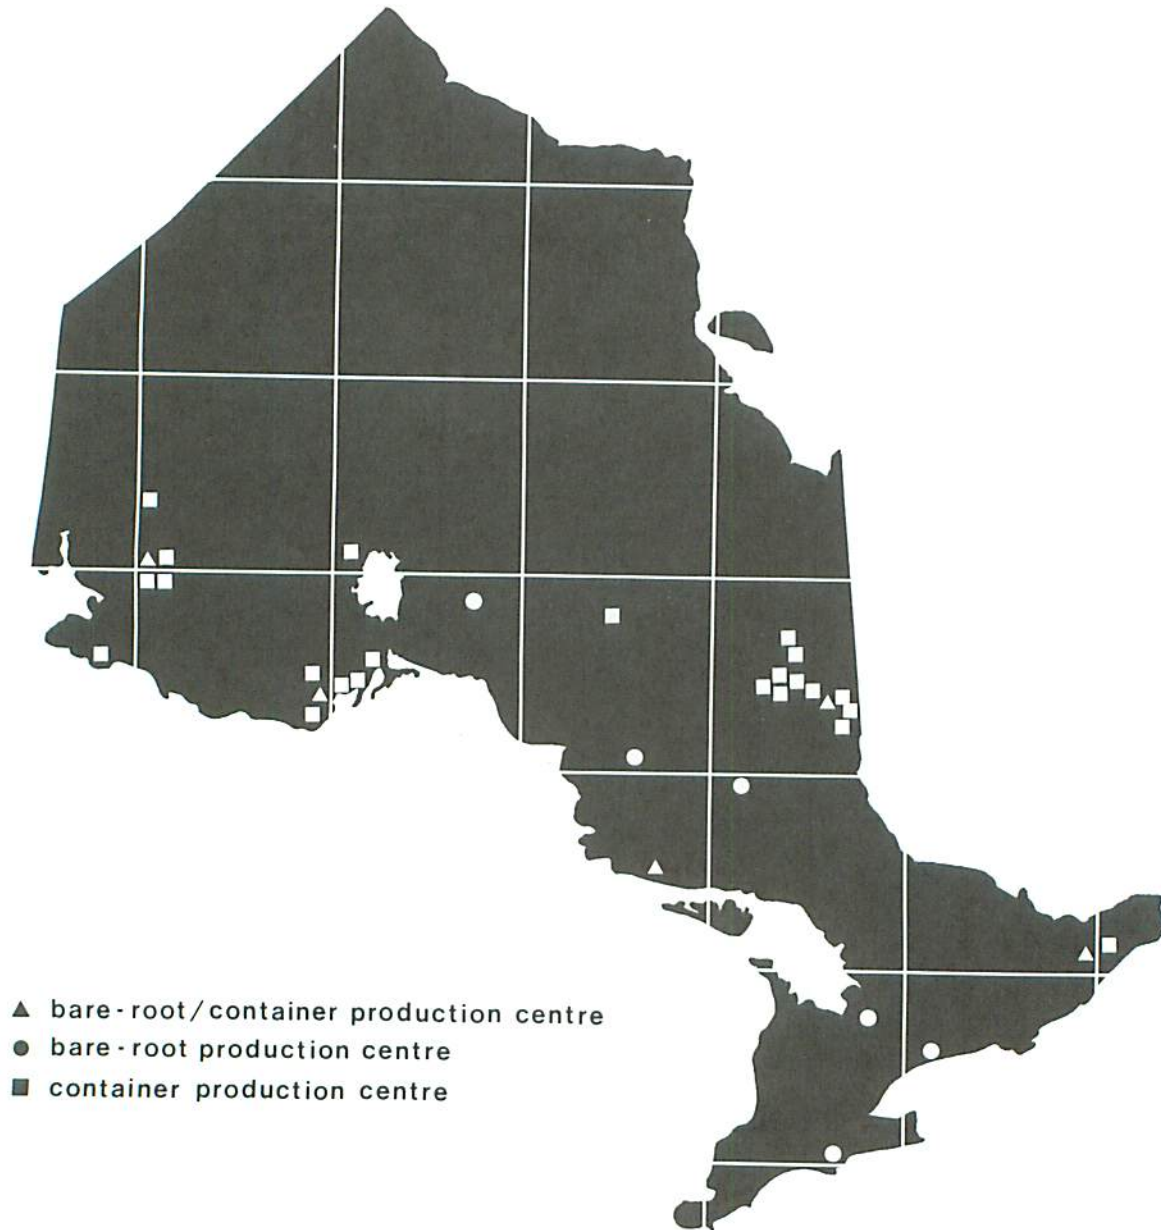 bare-root/container production centre
bare-root production centre
container production centre